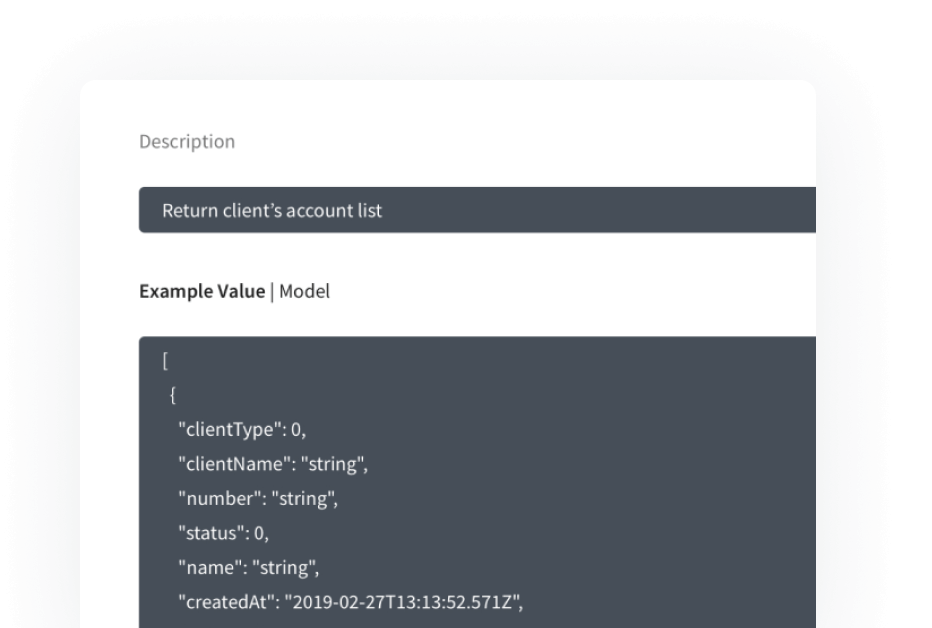 Description
Return client’s account list
Example Value | Model
[
{
"clientType": 0,
"clientName": "string",
"number": "string",
"status": 0,
"name": "string",
"createdAt": "2019-02-27T13:13:52.571Z",